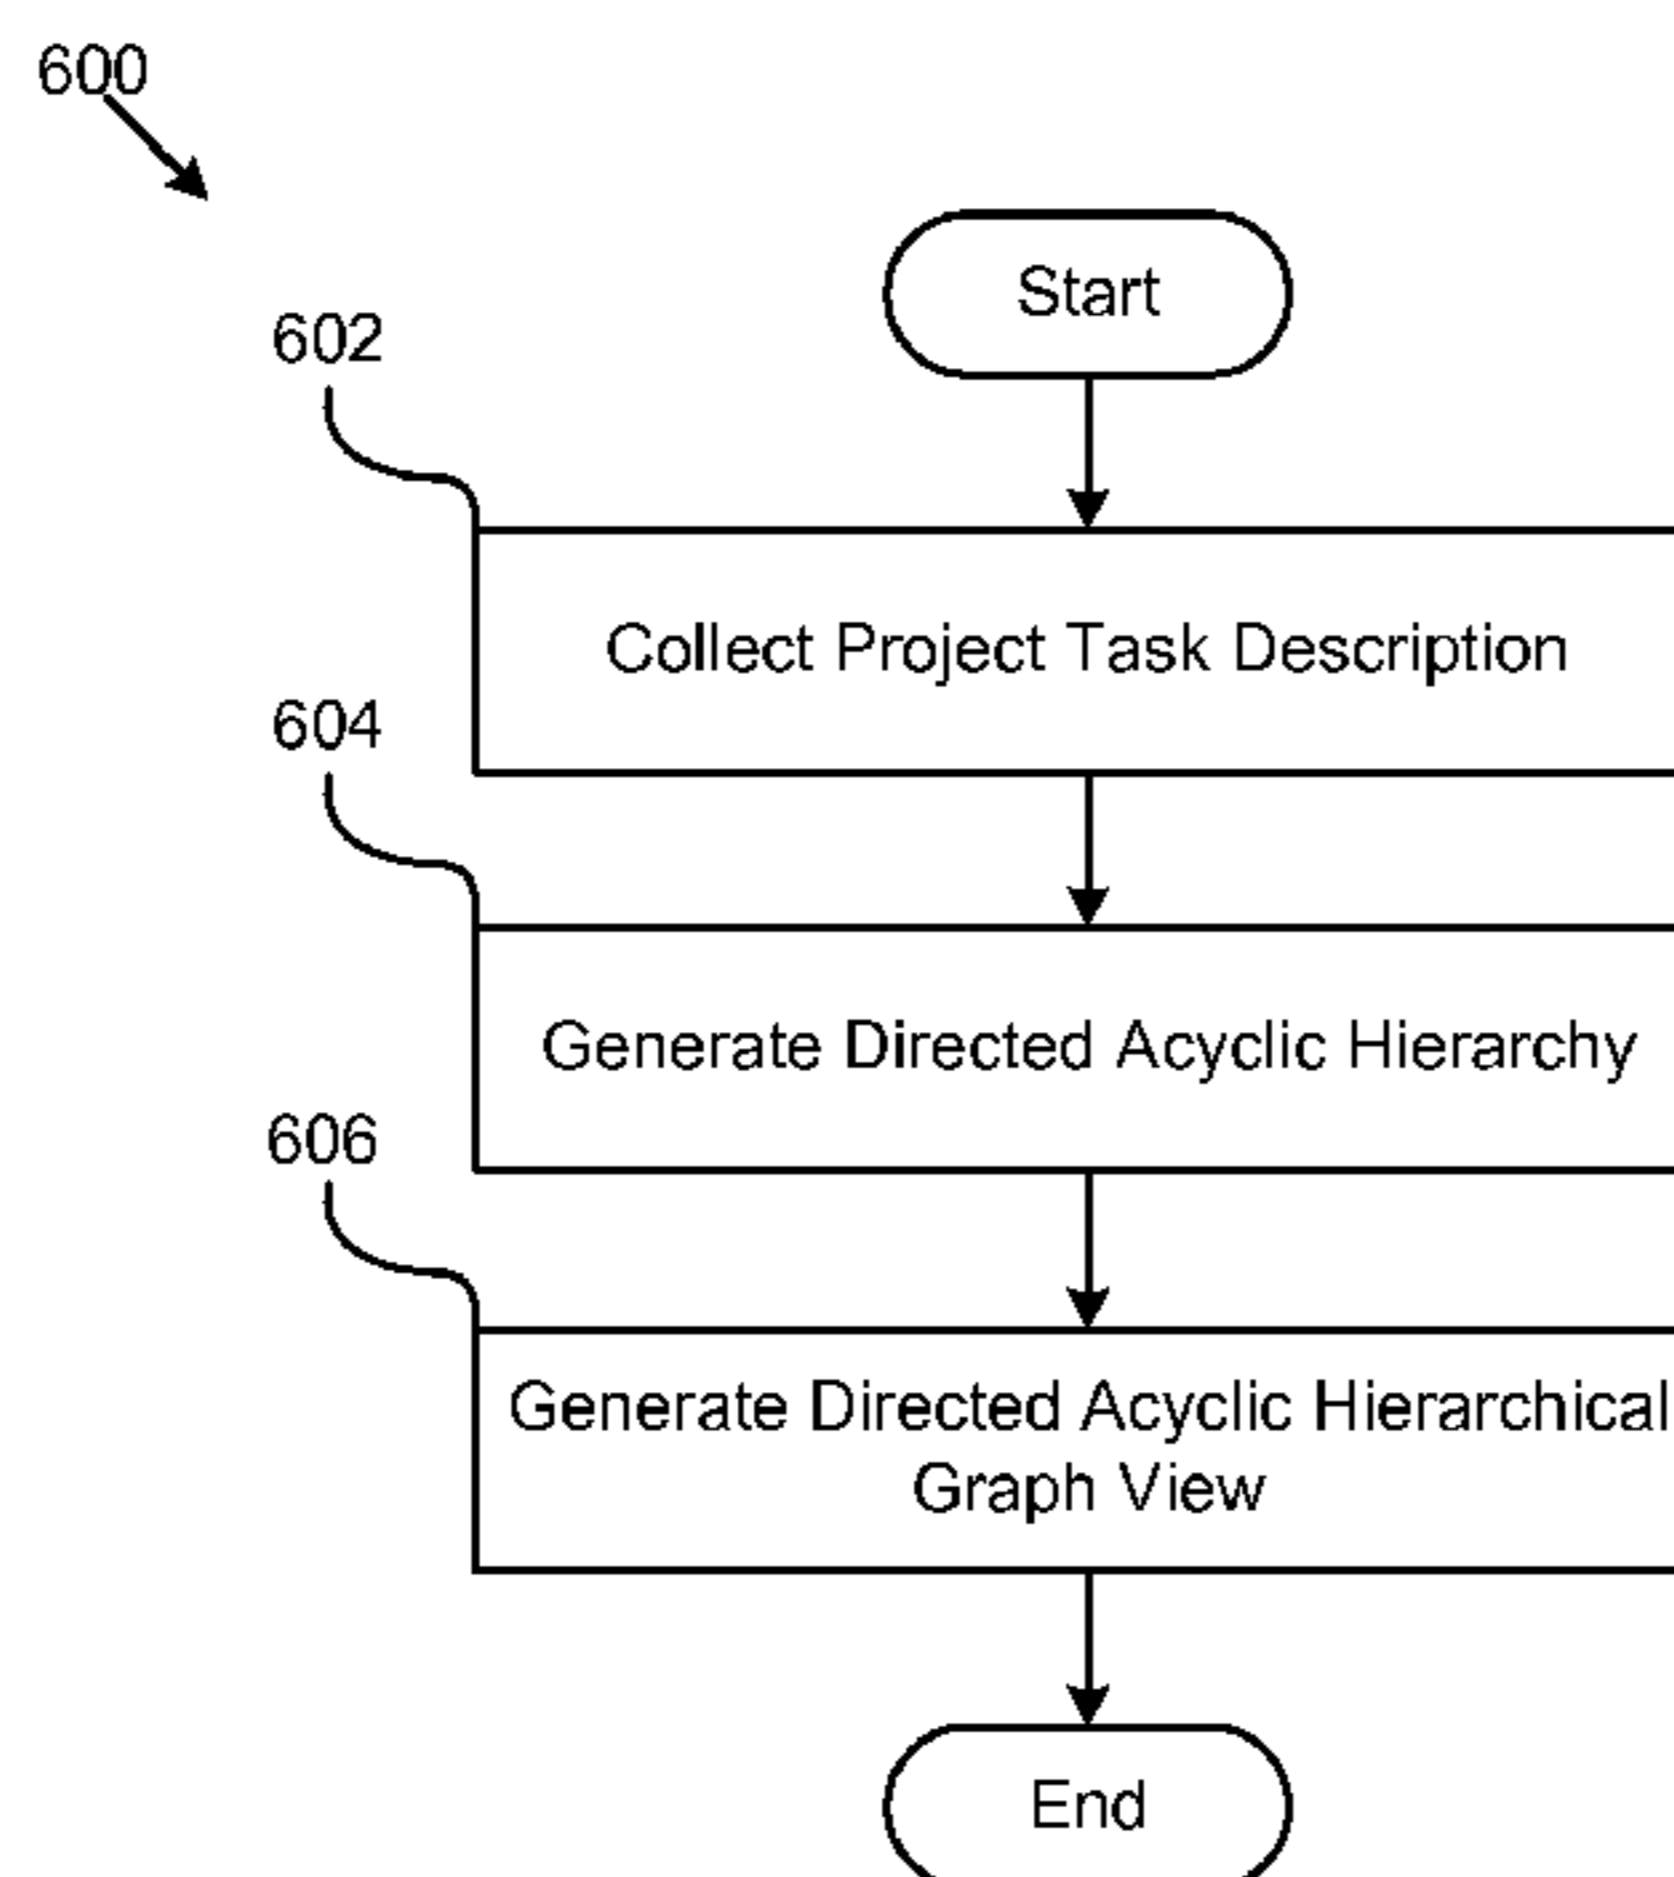 600
Start
602
Collect Project Task Description
604
Generate Directed Acyclic Hierarchy
606
Generate Directed Acyclic Hierarchical
Graph View
End